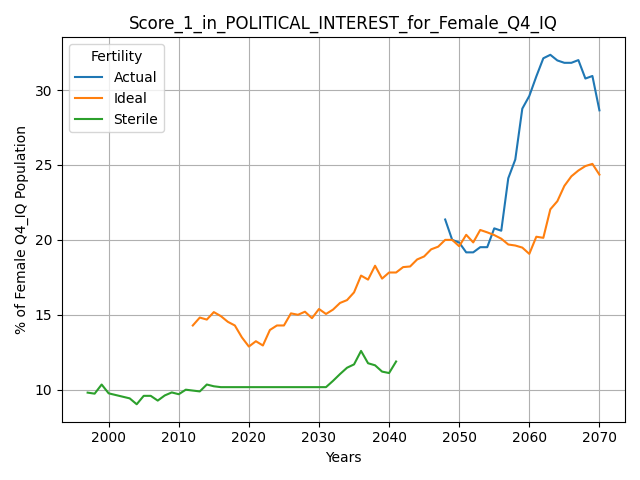 Score_1_in_POLITICAL_INTEREST_for_Female_Q4_IQ
Fertility
Actual
Ideal
Sterile
% of Female Q4_IQ Population
30
25
20
15
10
2000 2010 2020 2030 2040 2050 2060 2070
Years